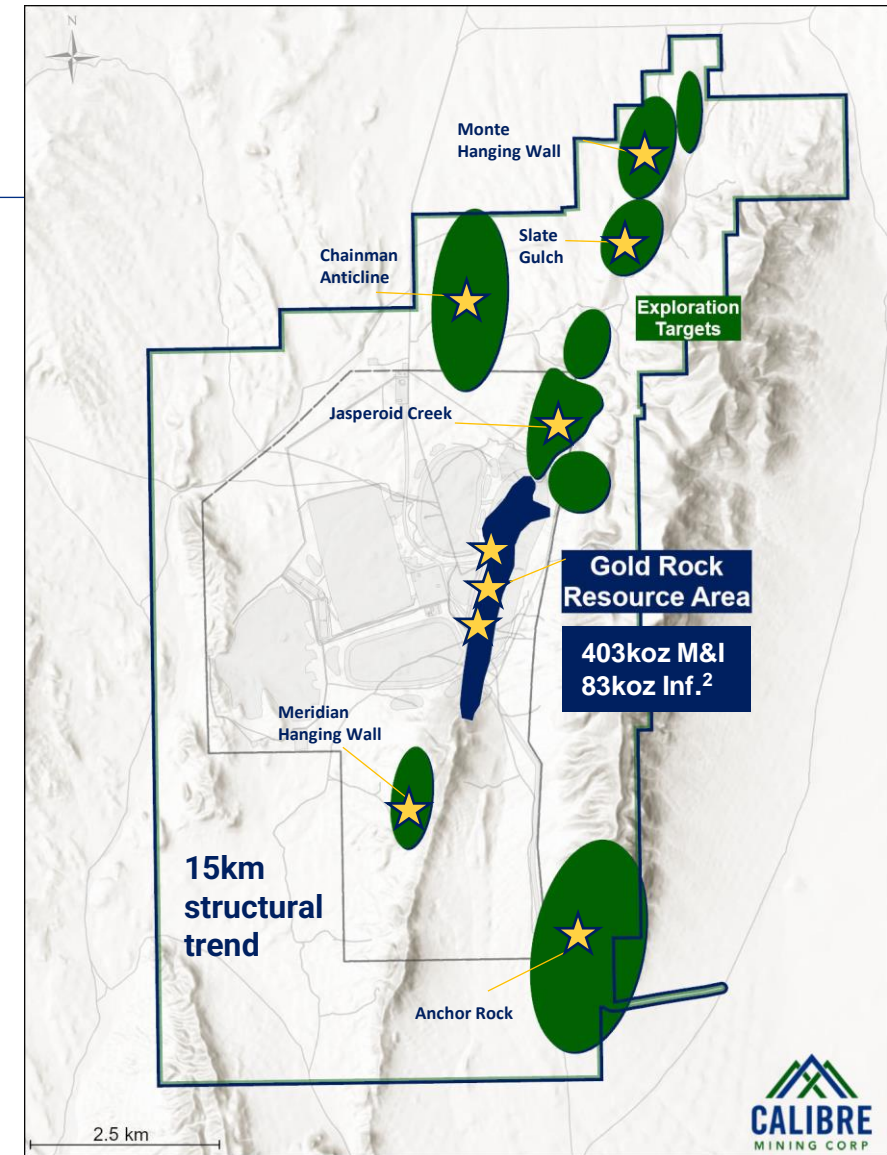 N
Monte
Hanging Wall
Slate
Gulch
Chainman
Anticline
Exploration
Targets
Jasperoid Creek
Gold Rock
Resource Area
403koz M&I
83koz Inf.²
Meridian
Hanging Wall
15km
structural
trend
Anchor Rock
2.5 km
CALIBRE
MINING CORP